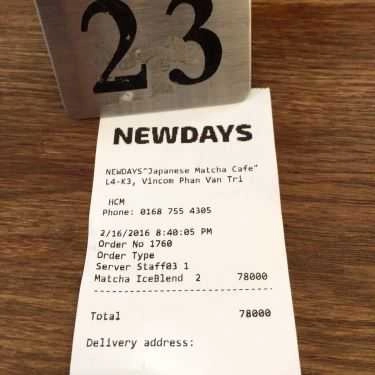 23
NEWDAYS
NEWDAYS"Japanese Matcha Cafe"
L4-K3, Vincom Phan Van Tri
HCM
Phone: 0168 755 4305
2/16/2016 8:40:05 PM
Order No 1760
Order Type
Server Staff03 1
Matcha IceBlend 2 78000
Total 78000
Delivery address: